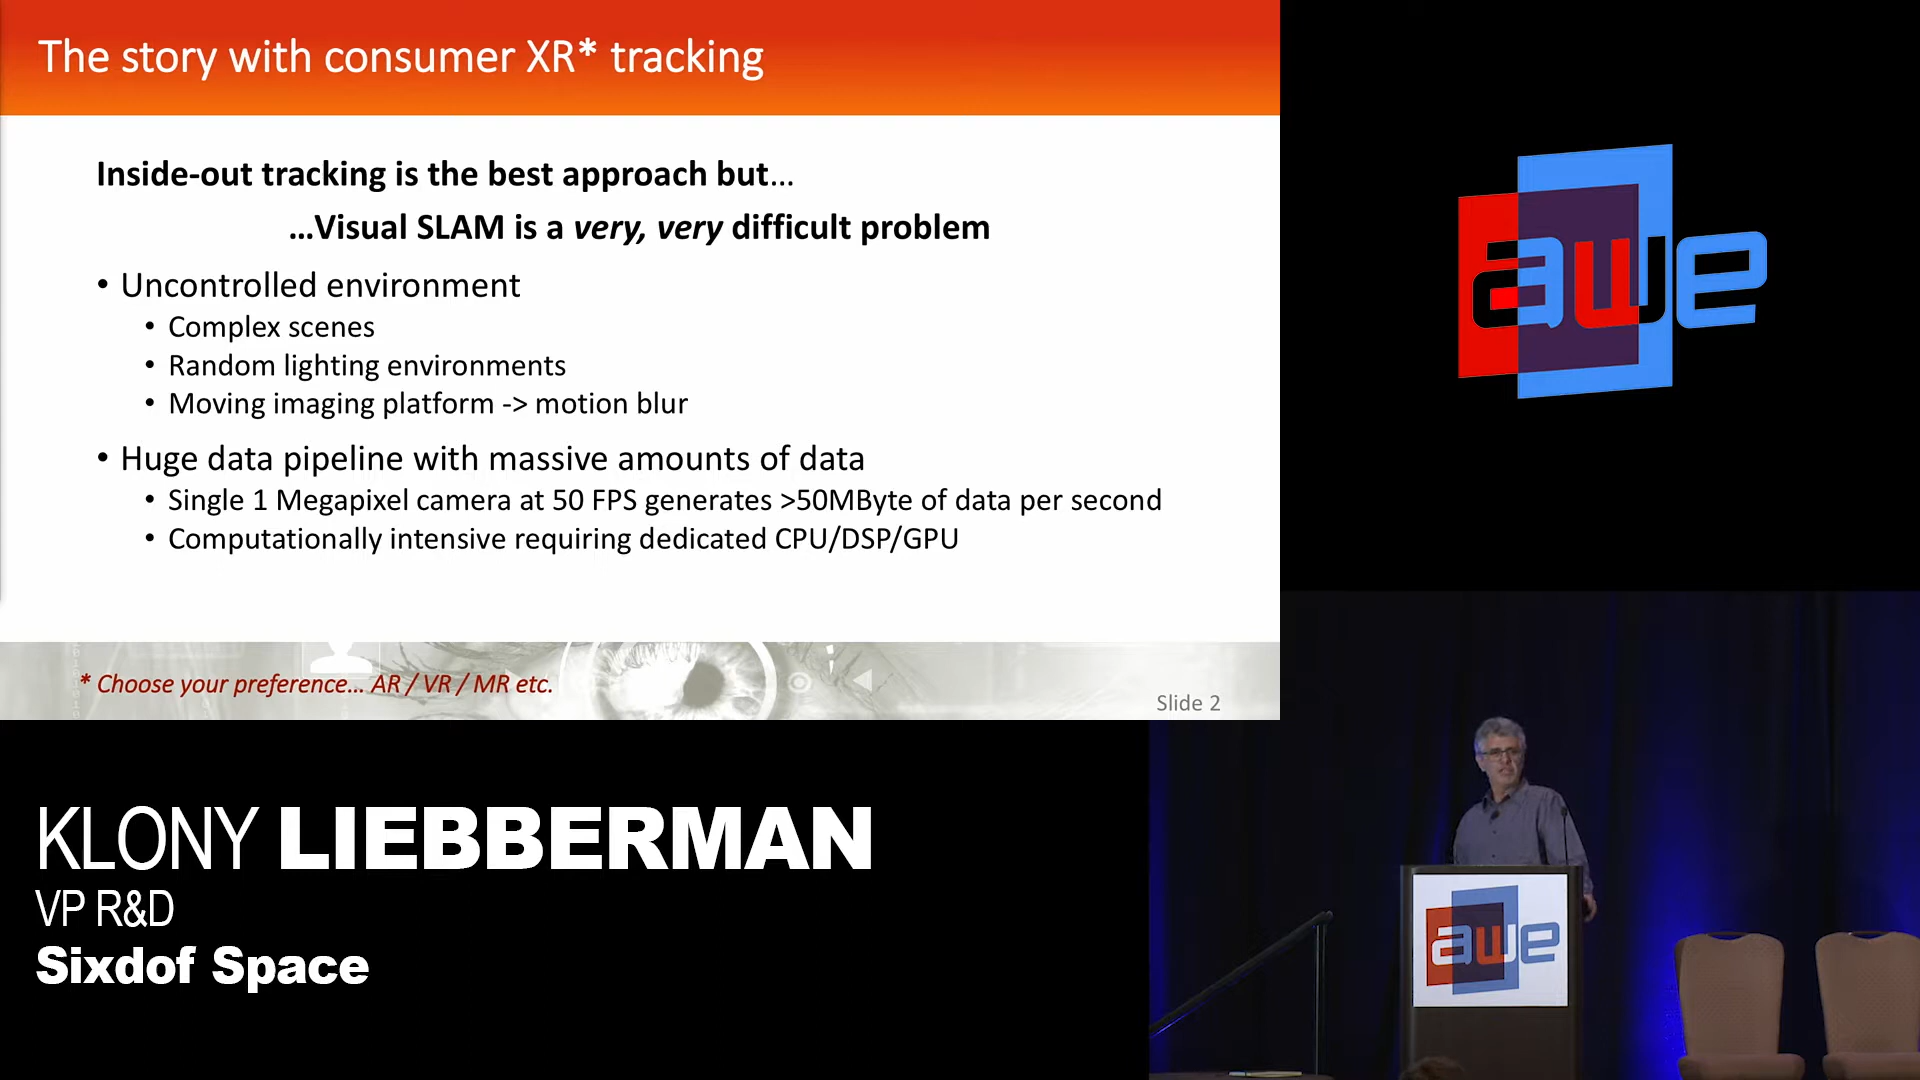 The story with consumer XR* tracking
Inside-out tracking is the best approach but...
...Visual SLAM is a very, very difficult problem
• Uncontrolled environment
• Complex scenes
• Random lighting environments
• Moving imaging platform -> motion blur
• Huge data pipeline with massive amounts of data
• Single 1 Megapixel camera at 50 FPS generates >50MByte of data per second
• Computationally intensive requiring dedicated CPU/DSP/GPU
* Choose your preference... AR / VR / MR etc.
Slide 2
awe
KLONY LIEBBERMAN
VP R&D
Sixdof Space
awe